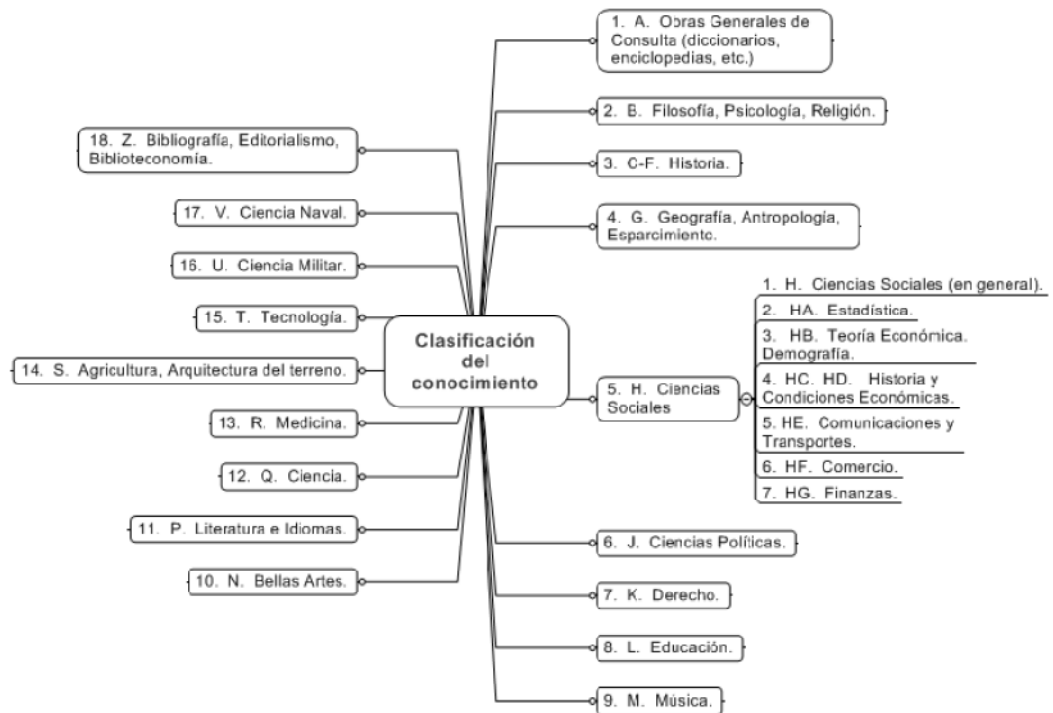 Clasificación
del
conocimiento
1. A. Obras Generales de
Consulta (diccionarios,
enciclopedias, etc.)
2. B. Filosofía, Psicología, Religión.
3. C-F. Historia.
4. G. Geografía, Antropología,
Esparcimiento.
5. H. Ciencias
Sociales
1. H. Ciencias Sociales (en general).
2. HA. Estadística.
3. HB. Teoría Económica.
Demografía.
4. HC. HD. Historia y
Condiciones Económicas.
5. HE. Comunicaciones y
Transportes.
6. HF. Comercio.
7. HG. Finanzas.
6. J. Ciencias Políticas.
7. K. Derecho.
8. L. Educación.
9. M. Música.
10. N. Bellas Artes.
11. P. Literatura e Idiomas.
12. Q. Ciencia.
13. R. Medicina.
14. S. Agricultura, Arquitectura del terreno.
15. T. Tecnología.
16. U. Ciencia Militar.
17. V. Ciencia Naval.
18. Z. Bibliografía, Editorialismo,
Biblioteconomía.